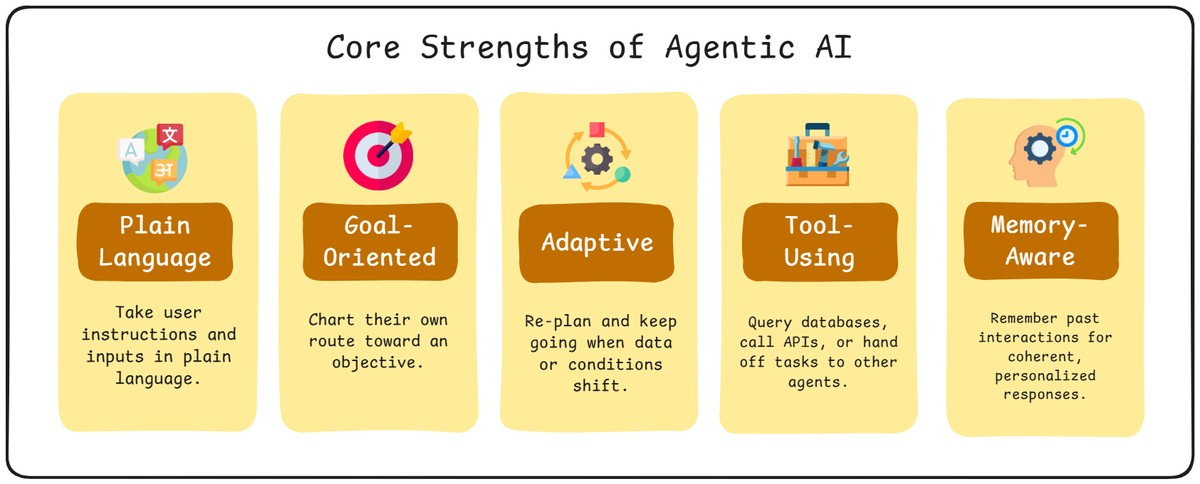 Core Strengths of Agentic AI
A
文
अ
Plain
Language
Take user
instructions and
inputs in plain
language.
Goal-
Oriented
Chart their own
route toward an
objective.
Adaptive
Re-plan and keep
going when data
or conditions
shift.
Tool-
Using
Query databases,
call APIs, or hand
off tasks to other
agents.
Memory-
Aware
Remember past
interactions for
coherent,
personalized
responses.